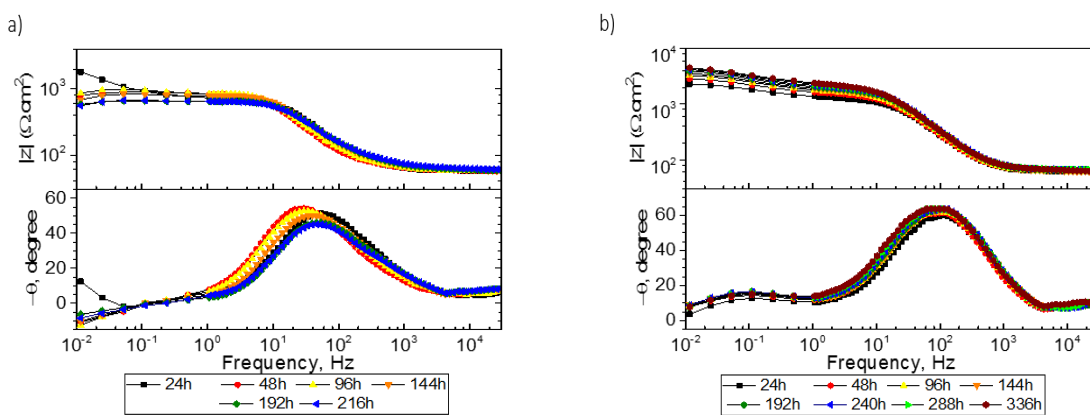 a)
|Z| (Ω.cm²)
10³
10²
−θ, degree
60
40
20
0
10⁻² 10⁻¹ 10⁰ 10¹ 10² 10³ 10⁴
Frequency, Hz
24h 48h 96h 144h
192h 216h
b)
|Z| (Ω.cm²)
10⁴
10³
10²
−θ, degree
60
40
20
0
10⁻² 10⁻¹ 10⁰ 10¹ 10² 10³ 10⁴
Frequency, Hz
24h 48h 96h 144h
192h 240h 288h 336h